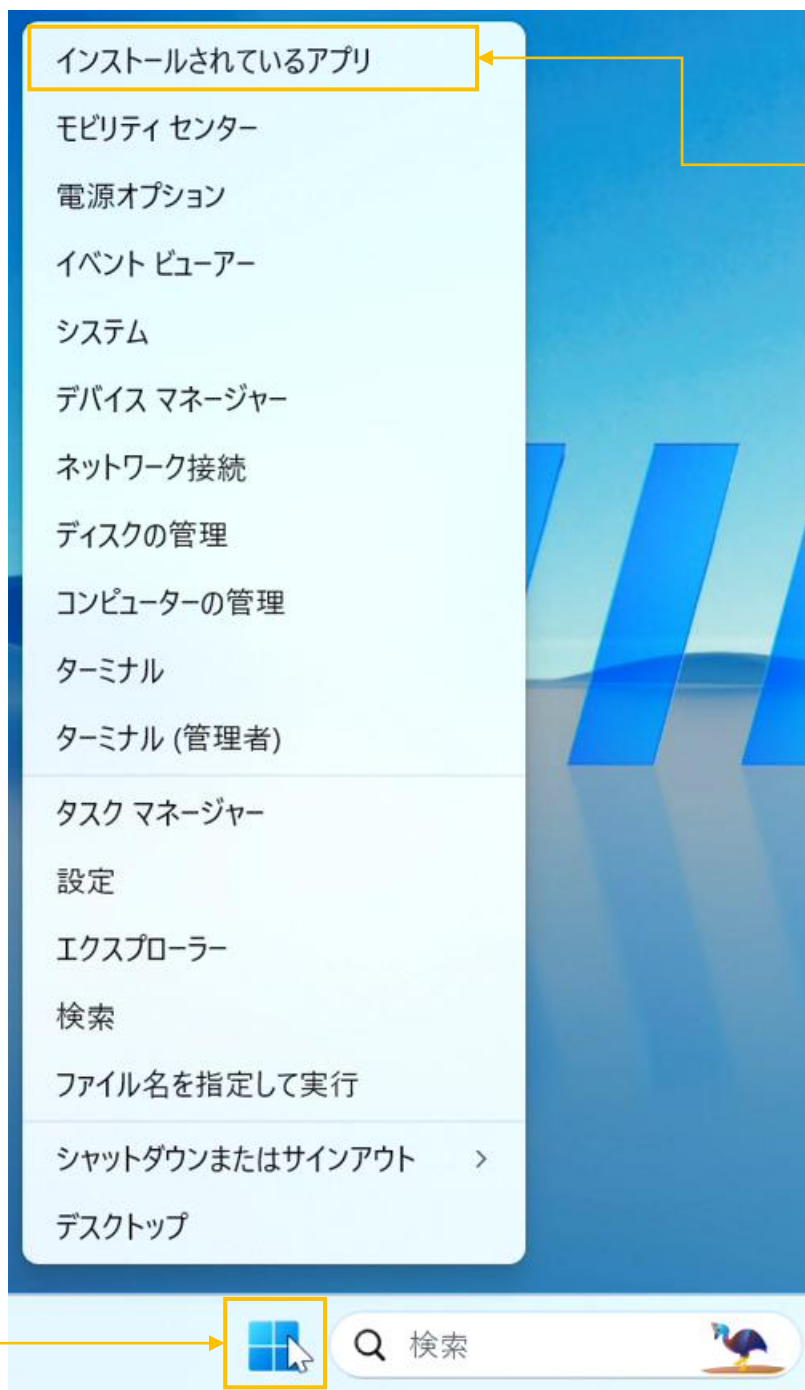 インストールされているアプリ
モビリティ センター
電源オプション
イベント ビューアー
システム
デバイス マネージャー
ネットワーク接続
ディスクの管理
コンピューターの管理
ターミナル
ターミナル (管理者)
タスク マネージャー
設定
エクスプローラー
検索
ファイル名を指定して実行
シャットダウンまたはサインアウト
デスクトップ
検索